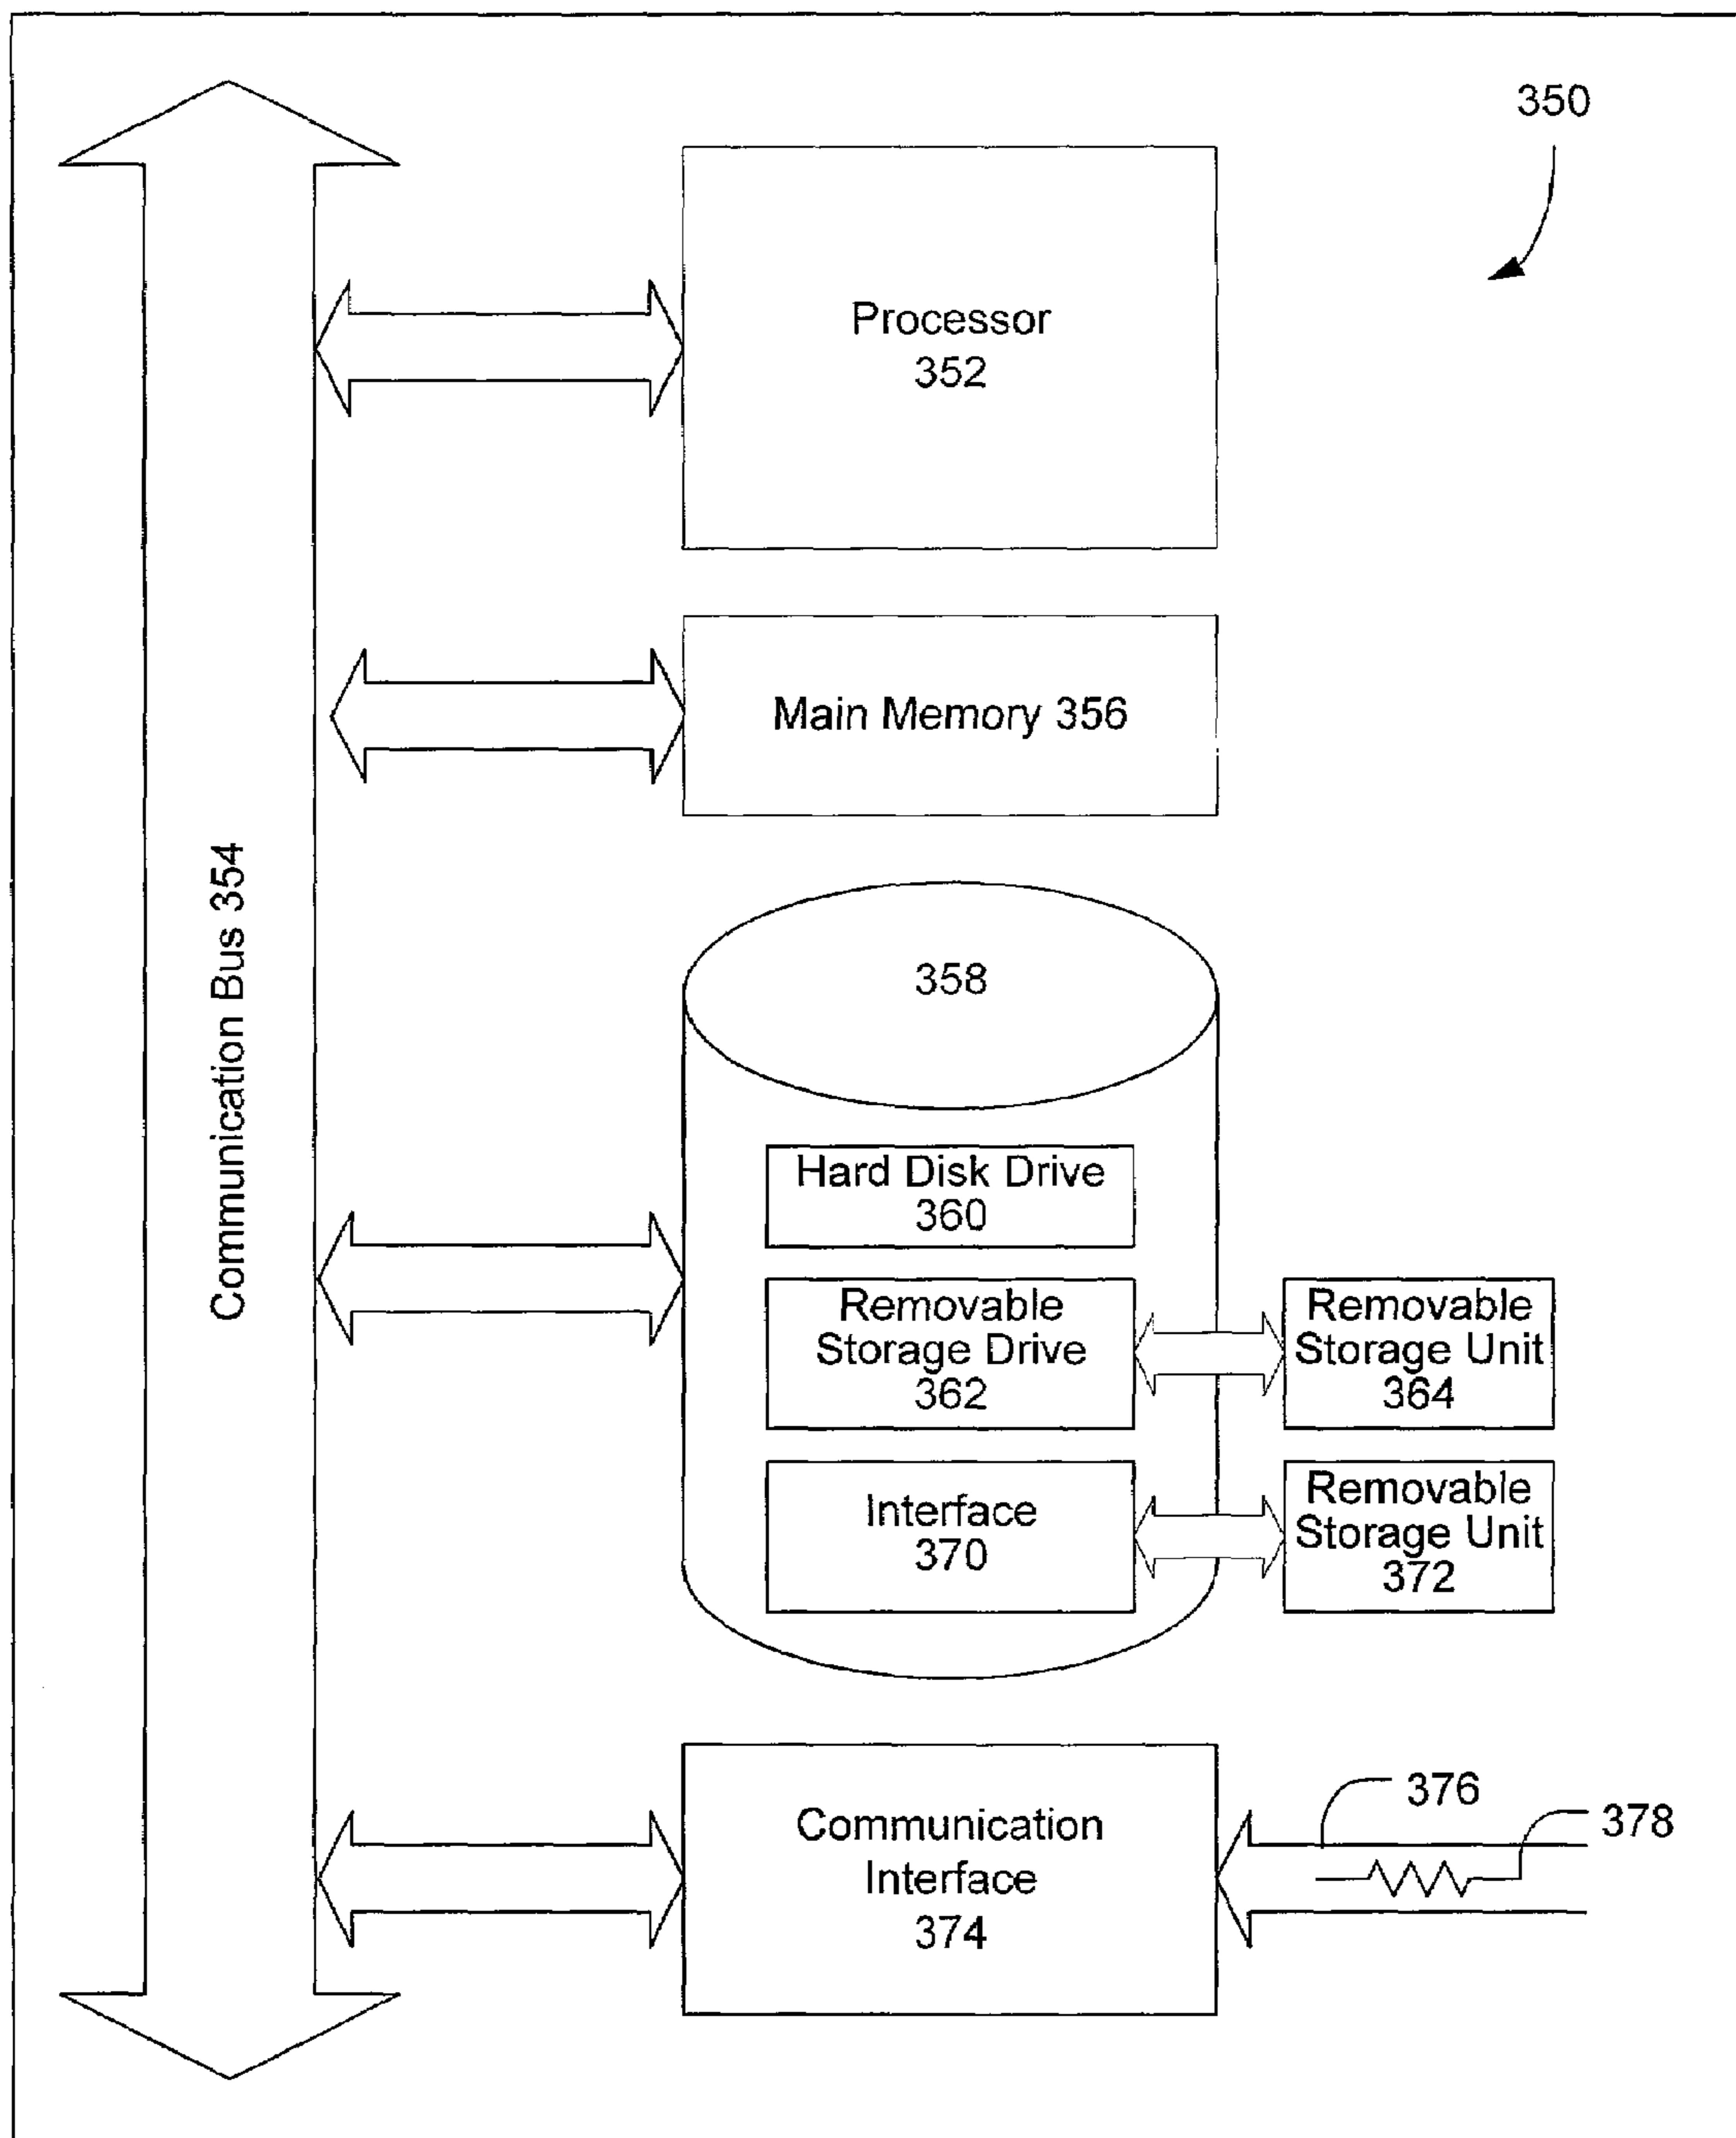 350
Processor
352
Main Memory 356
Communication Bus 354
358
Hard Disk Drive
360
Removable
Storage Drive
362
Removable
Storage Unit
364
Interface
370
Removable
Storage Unit
372
Communication
Interface
374
376
378